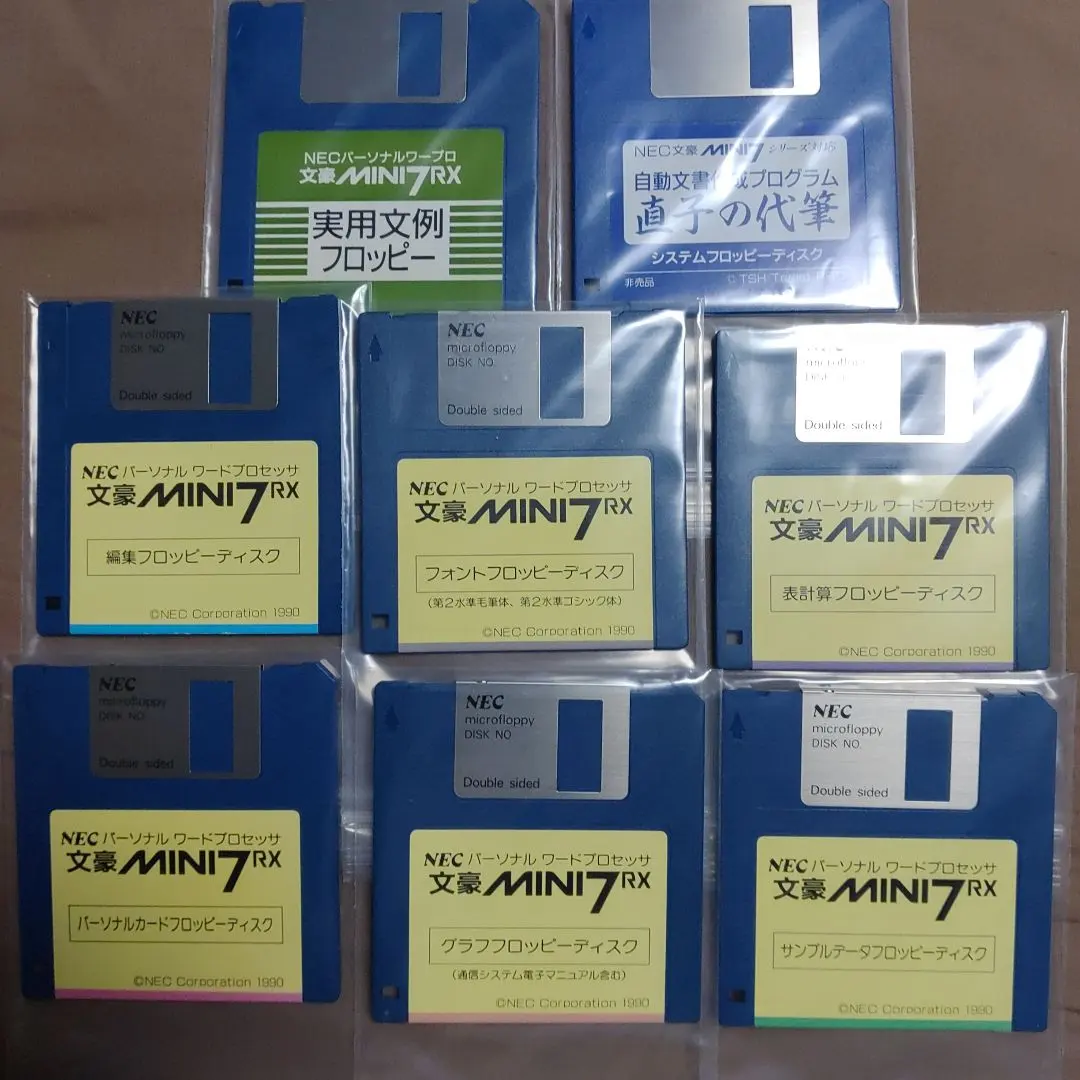 NECパーソナルワープロ
文豪MINI7RX
実用文例
フロッピー
NEC文豪MINI7シリーズ対応
自動文書作成プログラム
直子の代筆
システムフロッピーディスク
非売品
© TSH
NEC
microfloppy
DISK NO.
Double sided
NEC パーソナル ワードプロセッサ
文豪MINI7RX
編集フロッピーディスク
©NEC Corporation 1990
NEC
microfloppy
DISK NO.
Double sided
NEC パーソナル ワードプロセッサ
文豪MINI7RX
フォントフロッピーディスク
(第2水準毛筆体、第2水準ゴシック体)
©NEC Corporation 1990
NEC
microfloppy
DISK
Double sided
NEC パーソナル ワードプロセッサ
文豪MINI7RX
表計算フロッピーディスク
©NEC Corporation 1990
NEC
microfloppy
DISK NO.
Double sided
NEC パーソナル ワードプロセッサ
文豪MINI7RX
パーソナルカードフロッピーディスク
©NEC Corporation 1990
NEC
microfloppy
DISK NO.
Double sided
NEC パーソナル ワードプロセッサ
文豪MINI7RX
グラフフロッピーディスク
(通信システム電子マニュアル含む)
©NEC Corporation 1990
NEC
microfloppy
DISK NO.
Double sided
NEC パーソナル ワードプロセッサ
文豪MINI7RX
サンプルデータフロッピーディスク
©NEC Corporation 1990